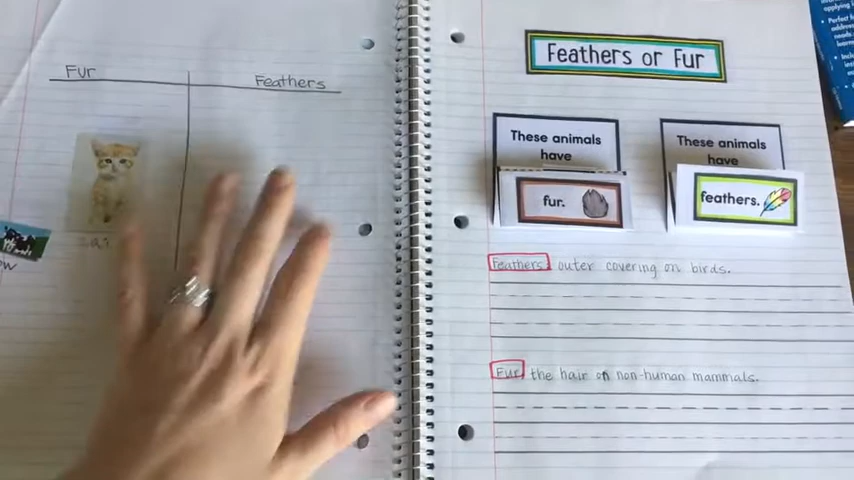 Fur
Feathers
Feathers or Fur
These animals
have
These animals
have
fur.
feathers.
Feathers outer covering on birds.
Fur the hair on non-human mammals.